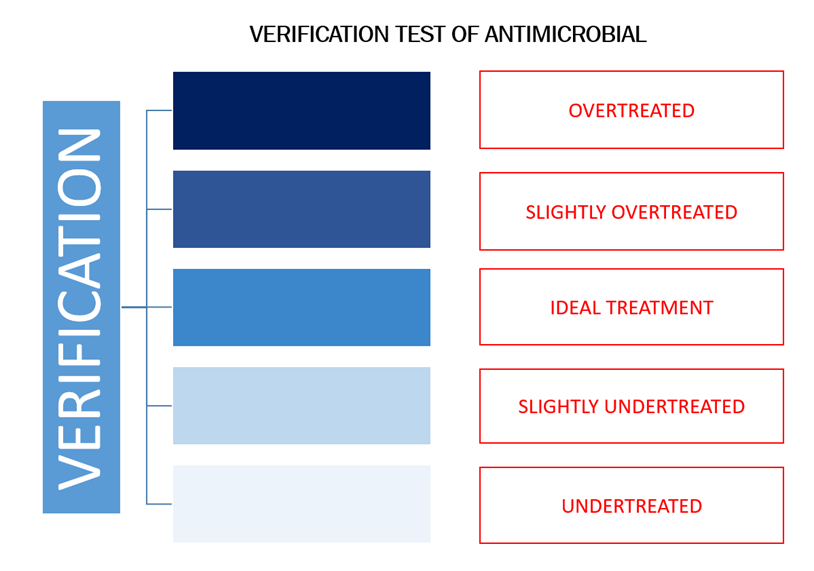 VERIFICATION TEST OF ANTIMICROBIAL
VERIFICATION
OVERTREATED
SLIGHTLY OVERTREATED
IDEAL TREATMENT
SLIGHTLY UNDERTREATED
UNDERTREATED